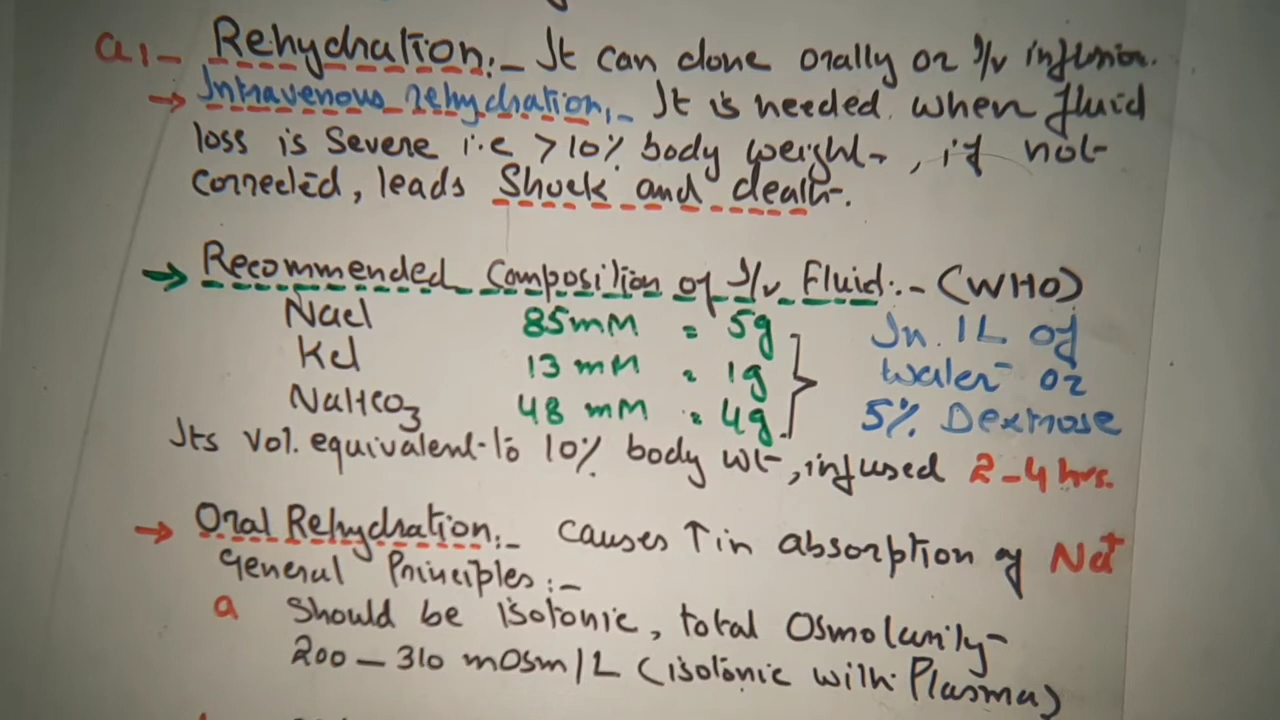 a1- Rehydration:- It can done orally or I/v infusion.
→ Intravenous rehydration:- It is needed when fluid
loss is Severe i.e >10% body weight, if not
corrected, leads Shock and death.
→ Recommended Composition of I/v Fluid:- (WHO)
Nacl 85mM = 5g In 1L of
Kcl 13 mM = 1g water or
NaHCO3 48 mM = 4g 5% Dextrose
Its vol. equivalent to 10% body wt, infused 2-4 hrs.
→ Oral Rehydration:- causes ↑ in absorption of Na+
General Principles:-
a Should be isotonic, total Osmolarity
200-310 mOsm/L (isotonic with Plasma)